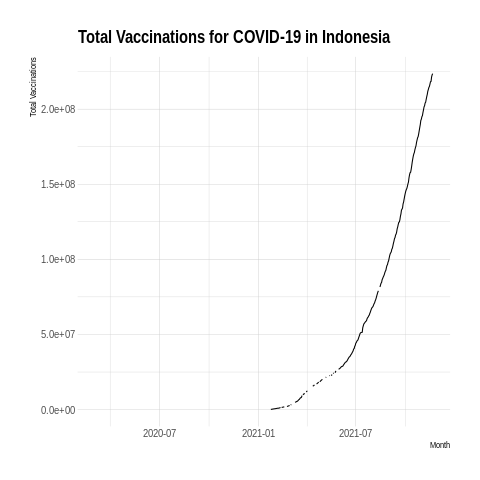 Total Vaccinations for COVID-19 in Indonesia
Total Vaccinations
2.0e+08
1.5e+08
1.0e+08
5.0e+07
0.0e+00
2020-07 2021-01 2021-07
Month